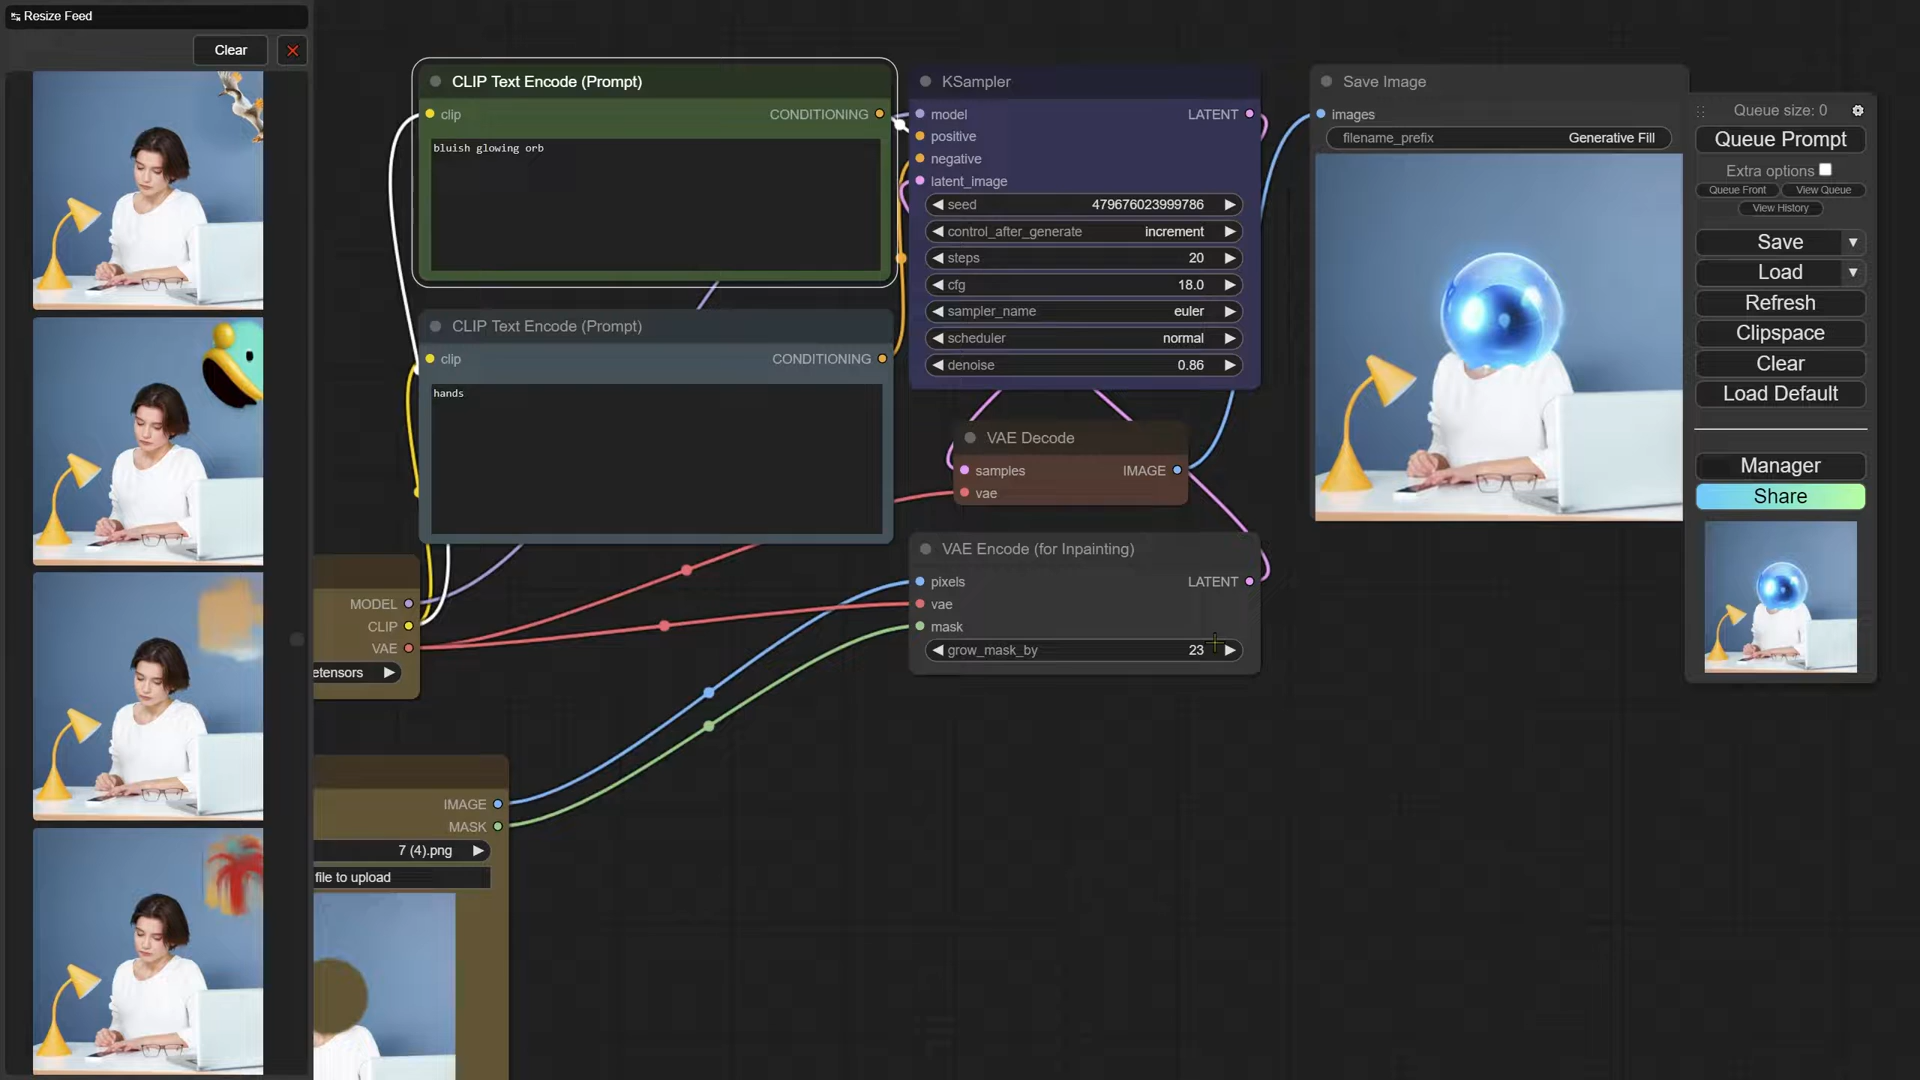 Resize Feed
Clear
CLIP Text Encode (Prompt)
clip
CONDITIONING
bluish glowing orb
CLIP Text Encode (Prompt)
clip
CONDITIONING
hands
MODEL
CLIP
VAE
etensors
IMAGE
MASK
7 (4).png
file to upload
KSampler
model
LATENT
positive
negative
latent_image
seed 479676023999786
control_after_generate increment
steps 20
cfg 18.0
sampler_name euler
scheduler normal
denoise 0.86
VAE Decode
samples
IMAGE
vae
VAE Encode (for Inpainting)
pixels
LATENT
vae
mask
grow_mask_by 23
Save Image
images
filename_prefix Generative Fill
Queue size: 0
Queue Prompt
Extra options
Queue Front
View Queue
View History
Save
Load
Refresh
Clipspace
Clear
Load Default
Manager
Share